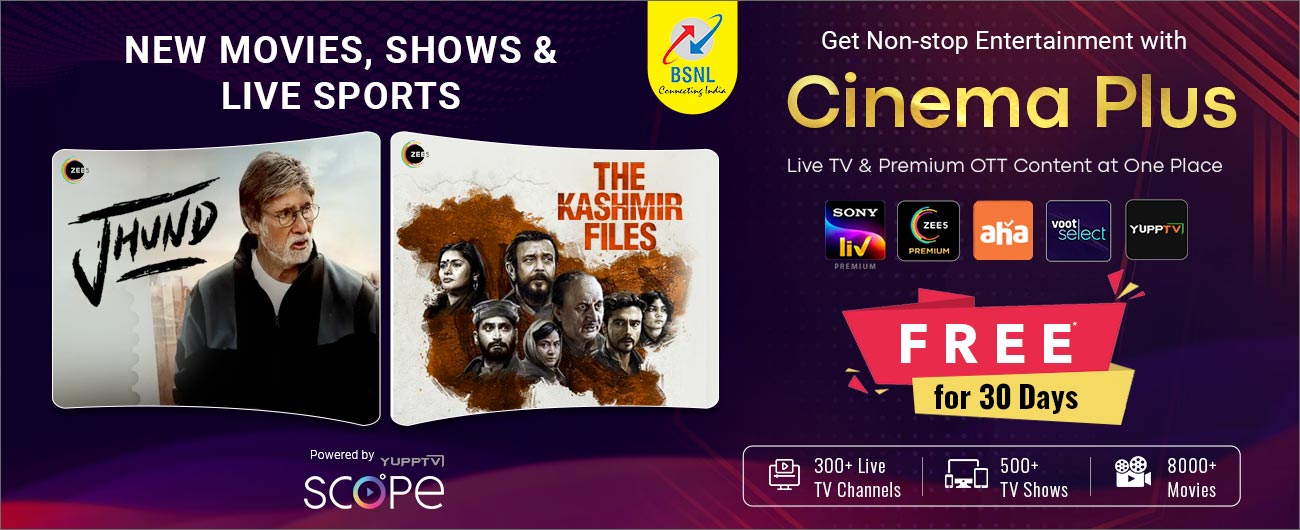 NEW MOVIES, SHOWS &
LIVE SPORTS
ZEE5
JHUND
ZEE5
THE
KASHMIR
FILES
Powered by YUPPTV
SCOPE
BSNL
Connecting India
Get Non-stop Entertainment with
Cinema Plus
Live TV & Premium OTT Content at One Place
SONY
liv
PREMIUM
ZEE5
PREMIUM
aha
voot
select
YUPPTV
FREE*
for 30 Days
300+ Live
TV Channels
500+
TV Shows
8000+
Movies